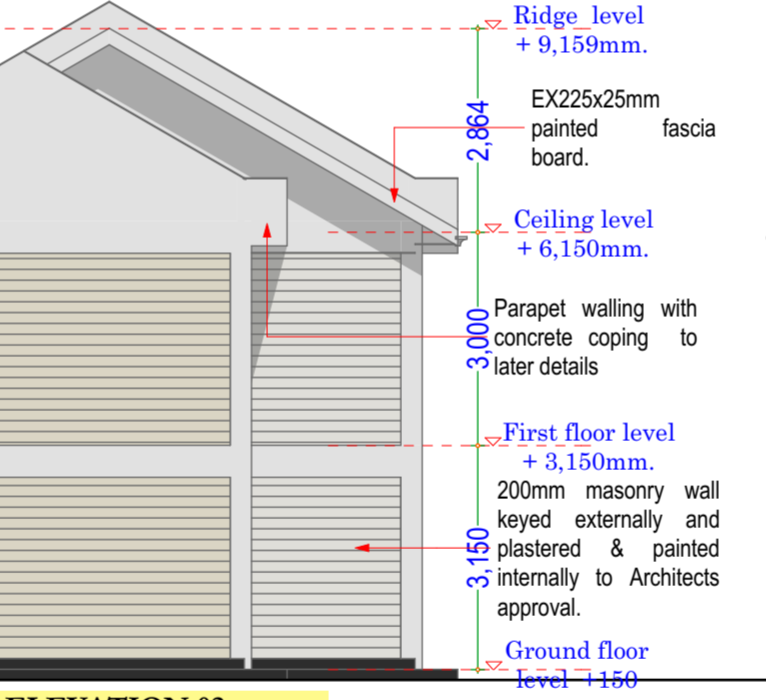 Ridge level
+ 9,159mm.
EX225x25mm
painted fascia
board.
2,864
Ceiling level
+ 6,150mm.
Parapet walling with
concrete coping to
later details
3,000
First floor level
+ 3,150mm.
200mm masonry wall
keyed externally and
plastered & painted
internally to Architects
approval.
3,150
Ground floor
level +150
ELEVATION 02